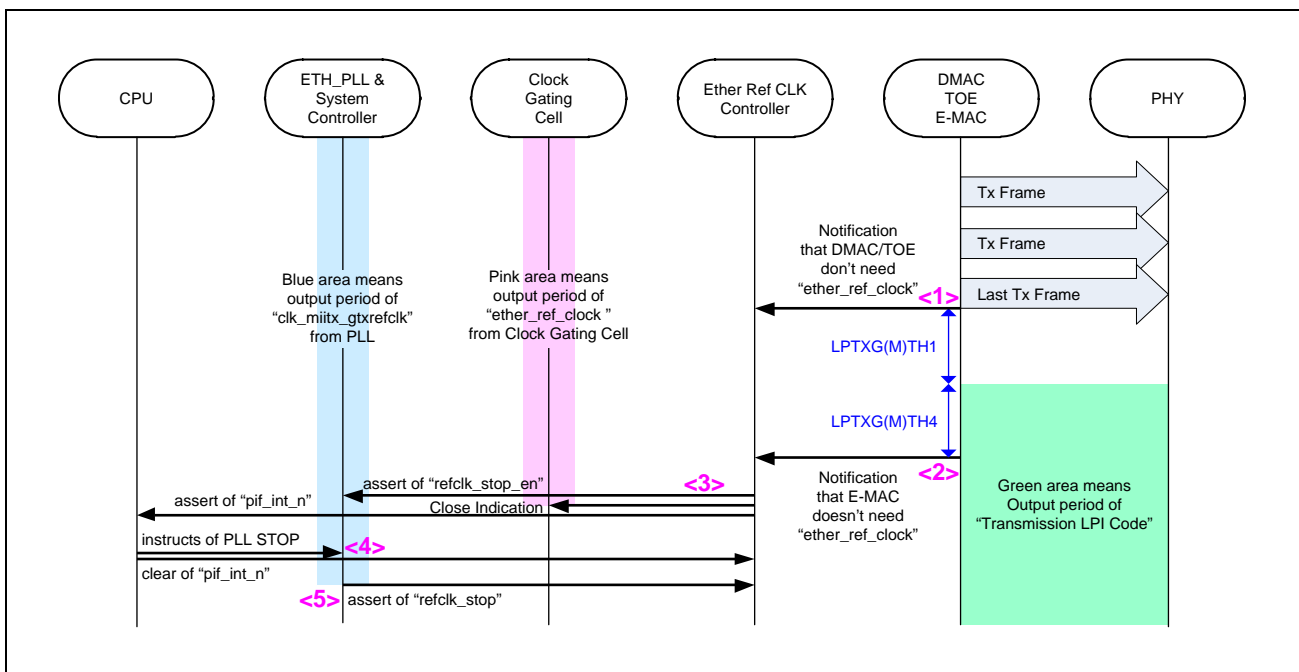 CPU
ETH_PLL &
System
Controller
Clock
Gating
Cell
Ether Ref CLK
Controller
DMAC
TOE
E-MAC
PHY
Tx Frame
Tx Frame
Last Tx Frame
Notification
that DMAC/TOE
don't need
"ether_ref_clock"
<1>
Blue area means
output period of
"clk_miitx_gtxrefclk"
from PLL
Pink area means
output period of
"ether_ref_clock "
from Clock Gating Cell
LPTXG(M)TH1
LPTXG(M)TH4
<2>
Notification
that E-MAC
doesn't need
"ether_ref_clock"
Green area means
Output period of
"Transmission LPI Code"
assert of "refclk_stop_en"
<3>
assert of "pif_int_n"
Close Indication
instructs of PLL STOP
<4>
clear of "pif_int_n"
<5>
assert of "refclk_stop"